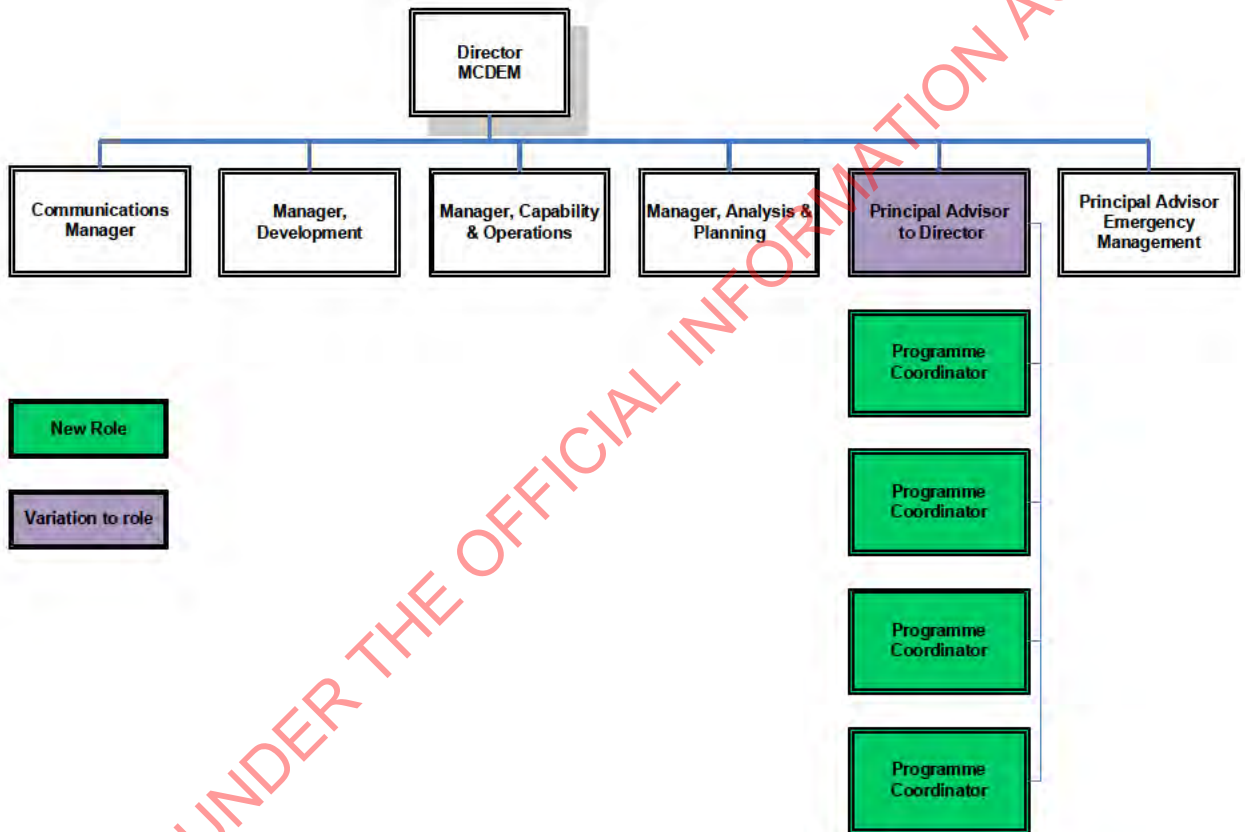 Director
MCDEM
Communications
Manager
Manager,
Development
Manager, Capability
& Operations
Manager, Analysis &
Planning
Principal Advisor
to Director
Principal Advisor
Emergency
Management
Programme
Coordinator
New Role
Programme
Coordinator
Variation to role
Programme
Coordinator
Programme
Coordinator
UNDER THE OFFICIAL INFORMATION